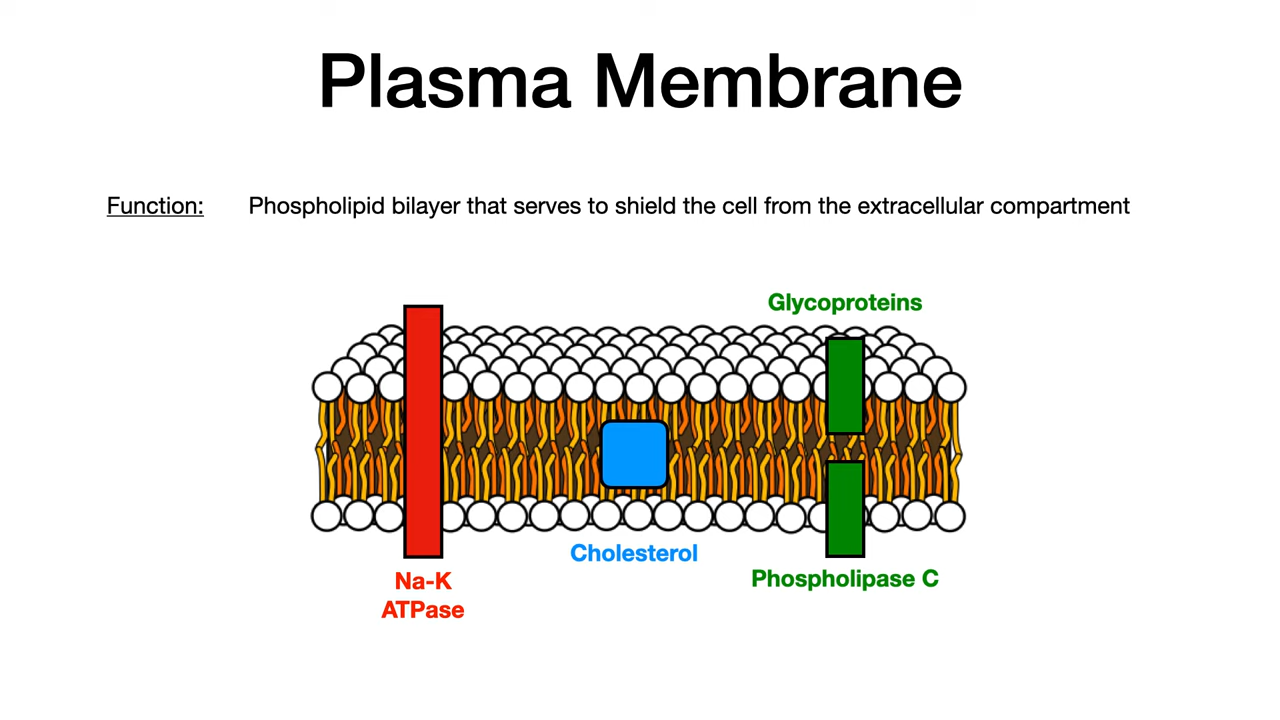 Plasma Membrane
Function: Phospholipid bilayer that serves to shield the cell from the extracellular compartment
Glycoproteins
Cholesterol
Na-K
ATPase
Phospholipase C